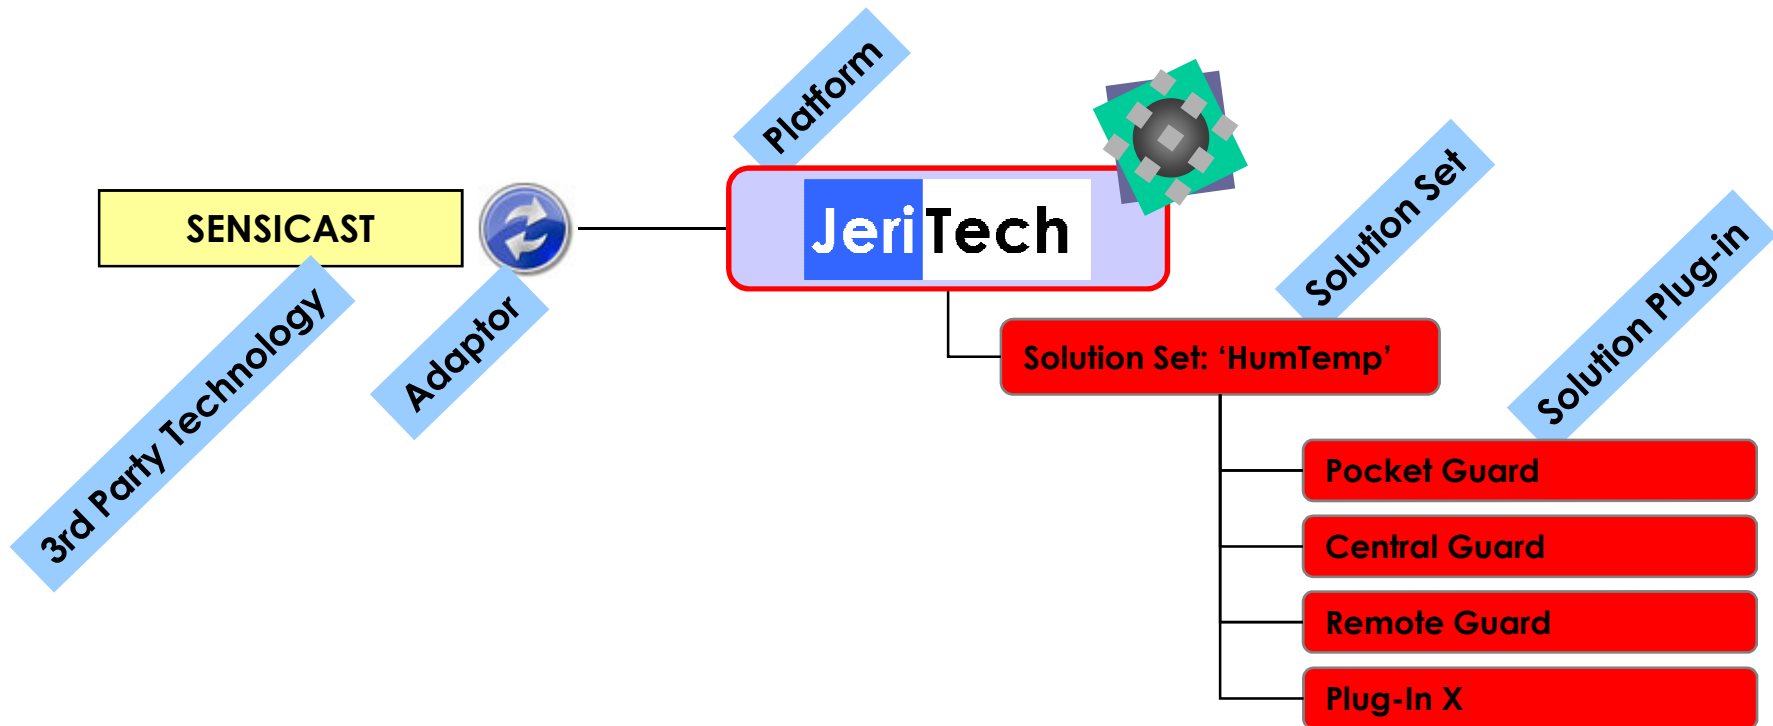 Platform
SENSICAST
JeriTech
Solution Set
3rd Party Technology
Adaptor
Solution Set: ‘HumTemp’
Solution Plug-in
Pocket Guard
Central Guard
Remote Guard
Plug-In X